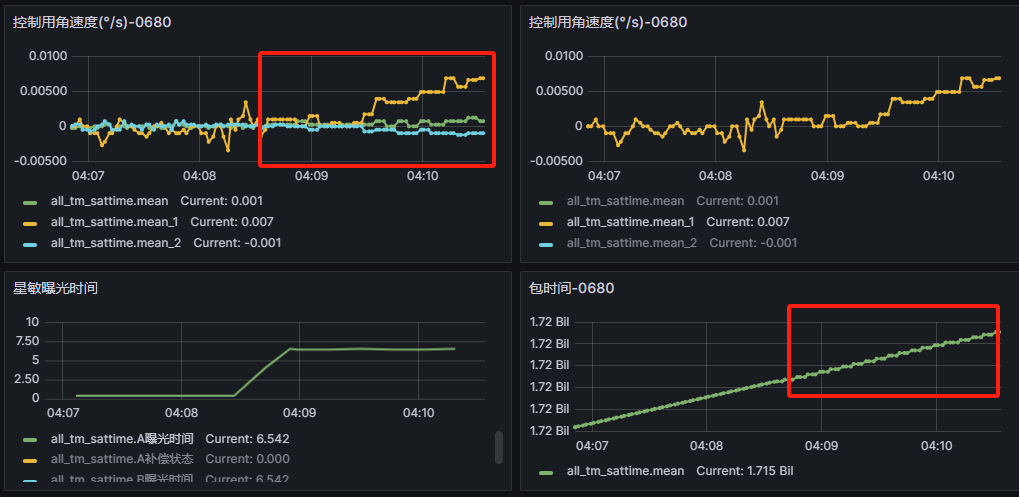 控制用角速度(°/s)-0680
0.0100
0.00500
0
-0.00500
04:07
04:08
04:09
04:10
all_tm_sattime.mean Current: 0.001
all_tm_sattime.mean_1 Current: 0.007
all_tm_sattime.mean_2 Current: -0.001
控制用角速度(°/s)-0680
0.0100
0.00500
0
-0.00500
04:07
04:08
04:09
04:10
all_tm_sattime.mean Current: 0.001
all_tm_sattime.mean_1 Current: 0.007
all_tm_sattime.mean_2 Current: -0.001
星敏曝光时间
10
7.50
5
2.50
0
04:07
04:08
04:09
04:10
all_tm_sattime.A曝光时间 Current: 6.542
all_tm_sattime.A补偿状态 Current: 0.000
all_tm_sattime.B曝光时间 Current: 6.542
包时间-0680
1.72 Bil
1.72 Bil
1.72 Bil
1.72 Bil
1.72 Bil
1.72 Bil
04:07
04:08
04:09
04:10
all_tm_sattime.mean Current: 1.715 Bil